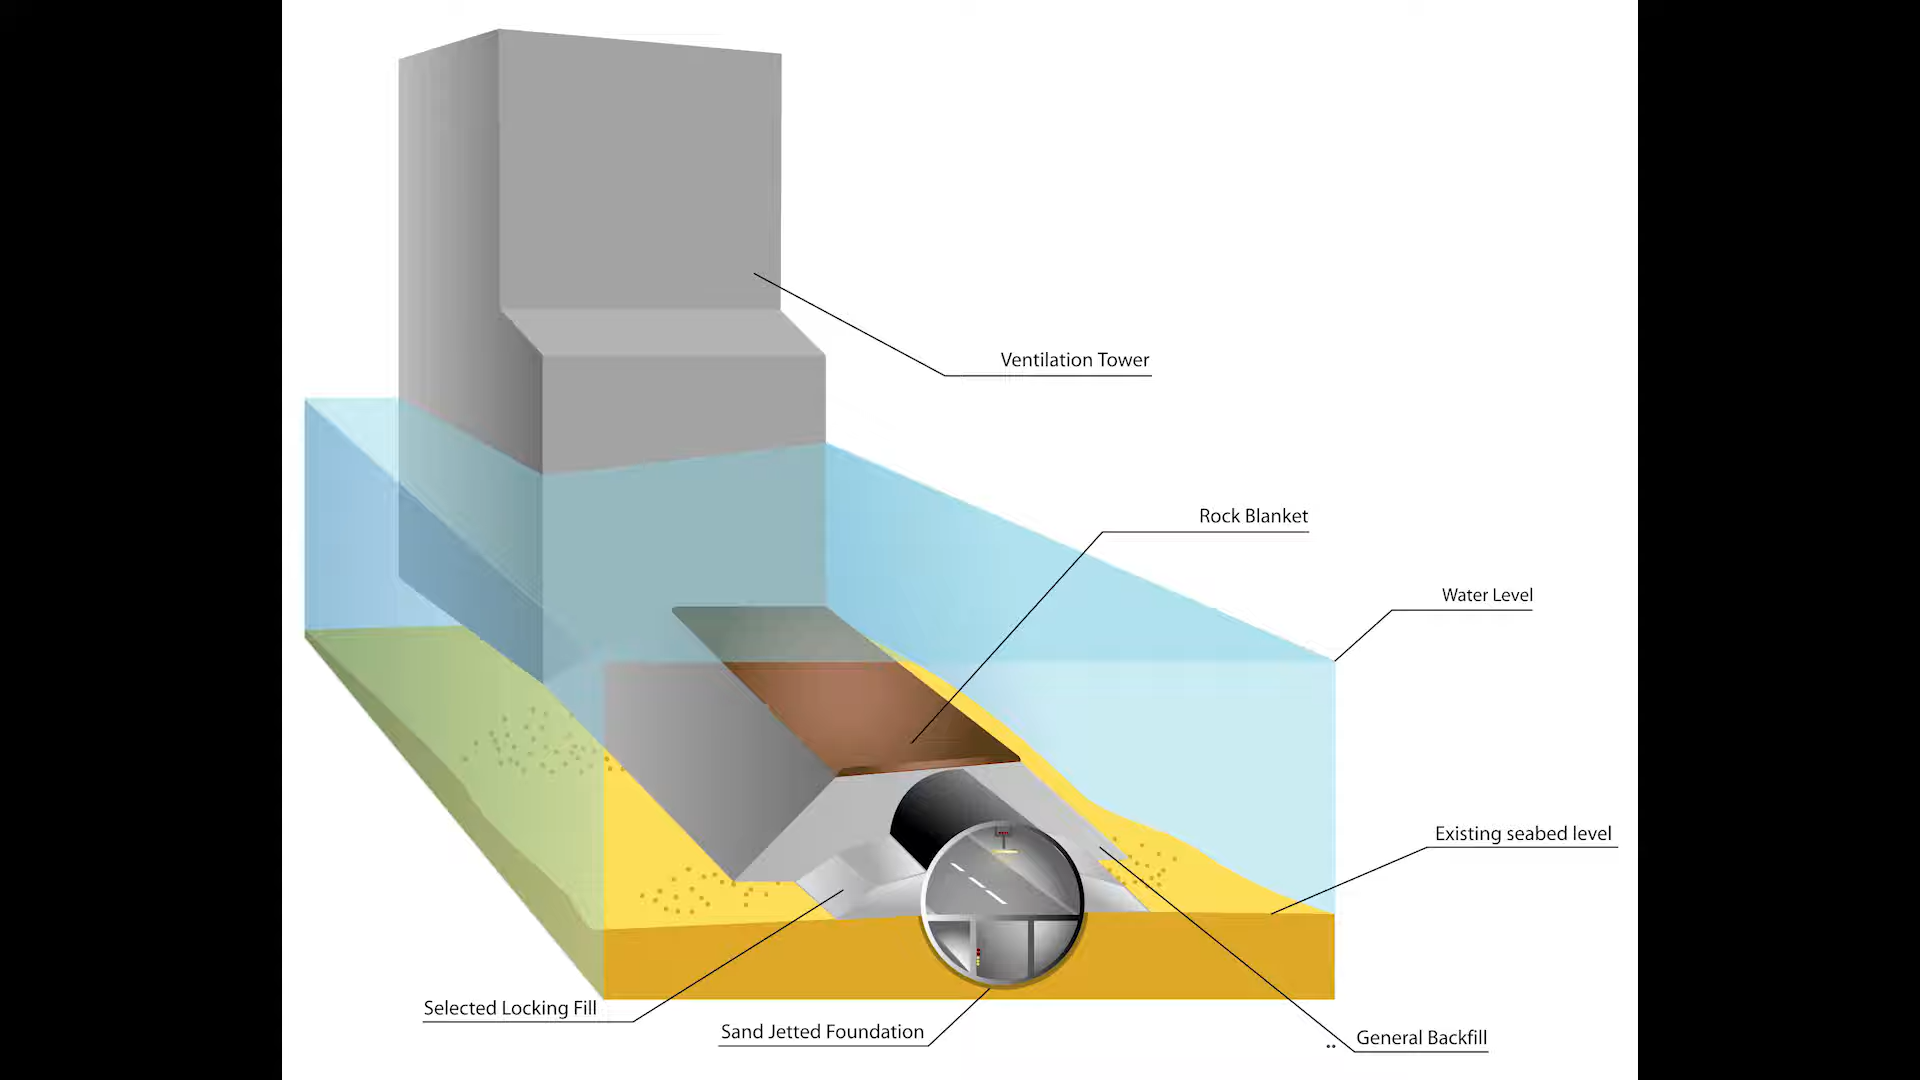 Ventilation Tower
Rock Blanket
Water Level
Existing seabed level
Selected Locking Fill
Sand Jetted Foundation
General Backfill